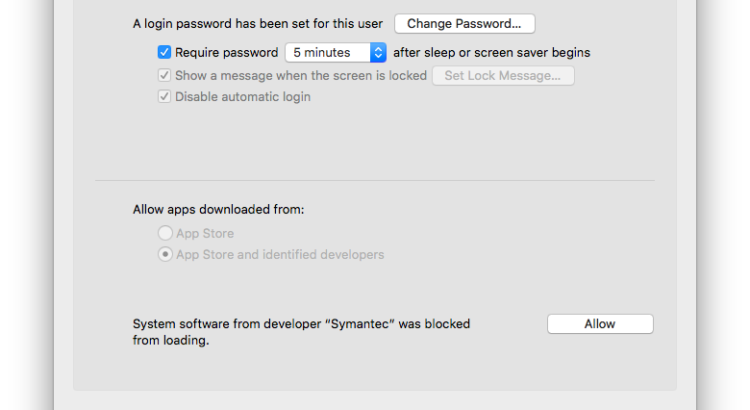 A login password has been set for this user Change Password...
Require password 5 minutes after sleep or screen saver begins
Show a message when the screen is locked Set Lock Message...
Disable automatic login
Allow apps downloaded from:
App Store
App Store and identified developers
System software from developer “Symantec” was blocked Allow
from loading.